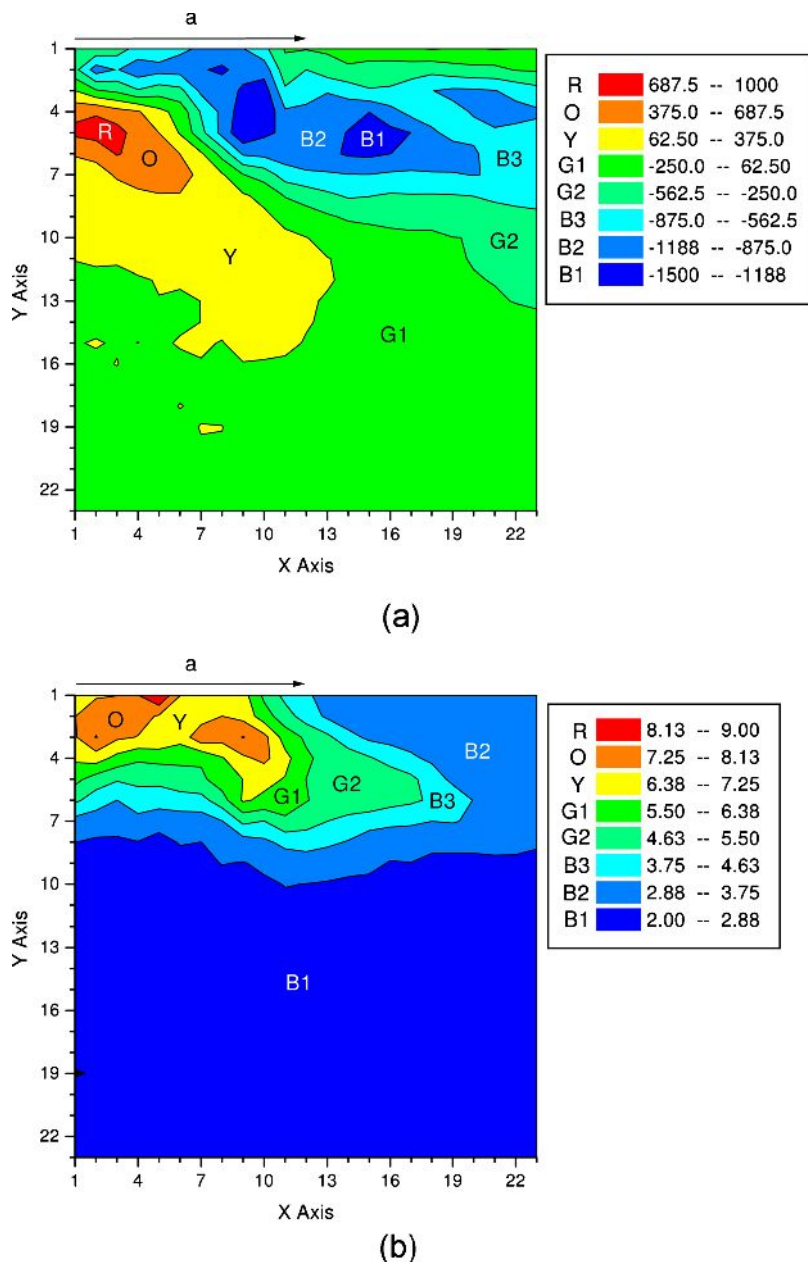 a
1
4
7
10
13
16
19
22
Y Axis
R
O
Y
G1
G2
B1
B2
B3
1 4 7 10 13 16 19 22
X Axis
R 687.5 -- 1000
O 375.0 -- 687.5
Y 62.50 -- 375.0
G1 -250.0 -- 62.50
G2 -562.5 -- -250.0
B3 -875.0 -- -562.5
B2 -1188 -- -875.0
B1 -1500 -- -1188
(a)
a
1
4
7
10
13
16
19
22
Y Axis
O
Y
G1
G2
B3
B2
B1
1 4 7 10 13 16 19 22
X Axis
R 8.13 -- 9.00
O 7.25 -- 8.13
Y 6.38 -- 7.25
G1 5.50 -- 6.38
G2 4.63 -- 5.50
B3 3.75 -- 4.63
B2 2.88 -- 3.75
B1 2.00 -- 2.88
(b)